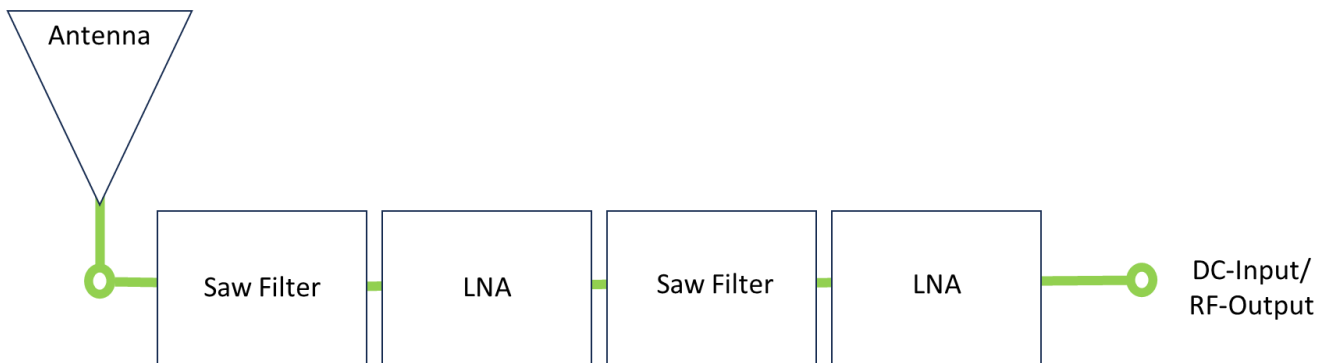 Antenna
Saw Filter
LNA
Saw Filter
LNA
DC-Input/
RF-Output